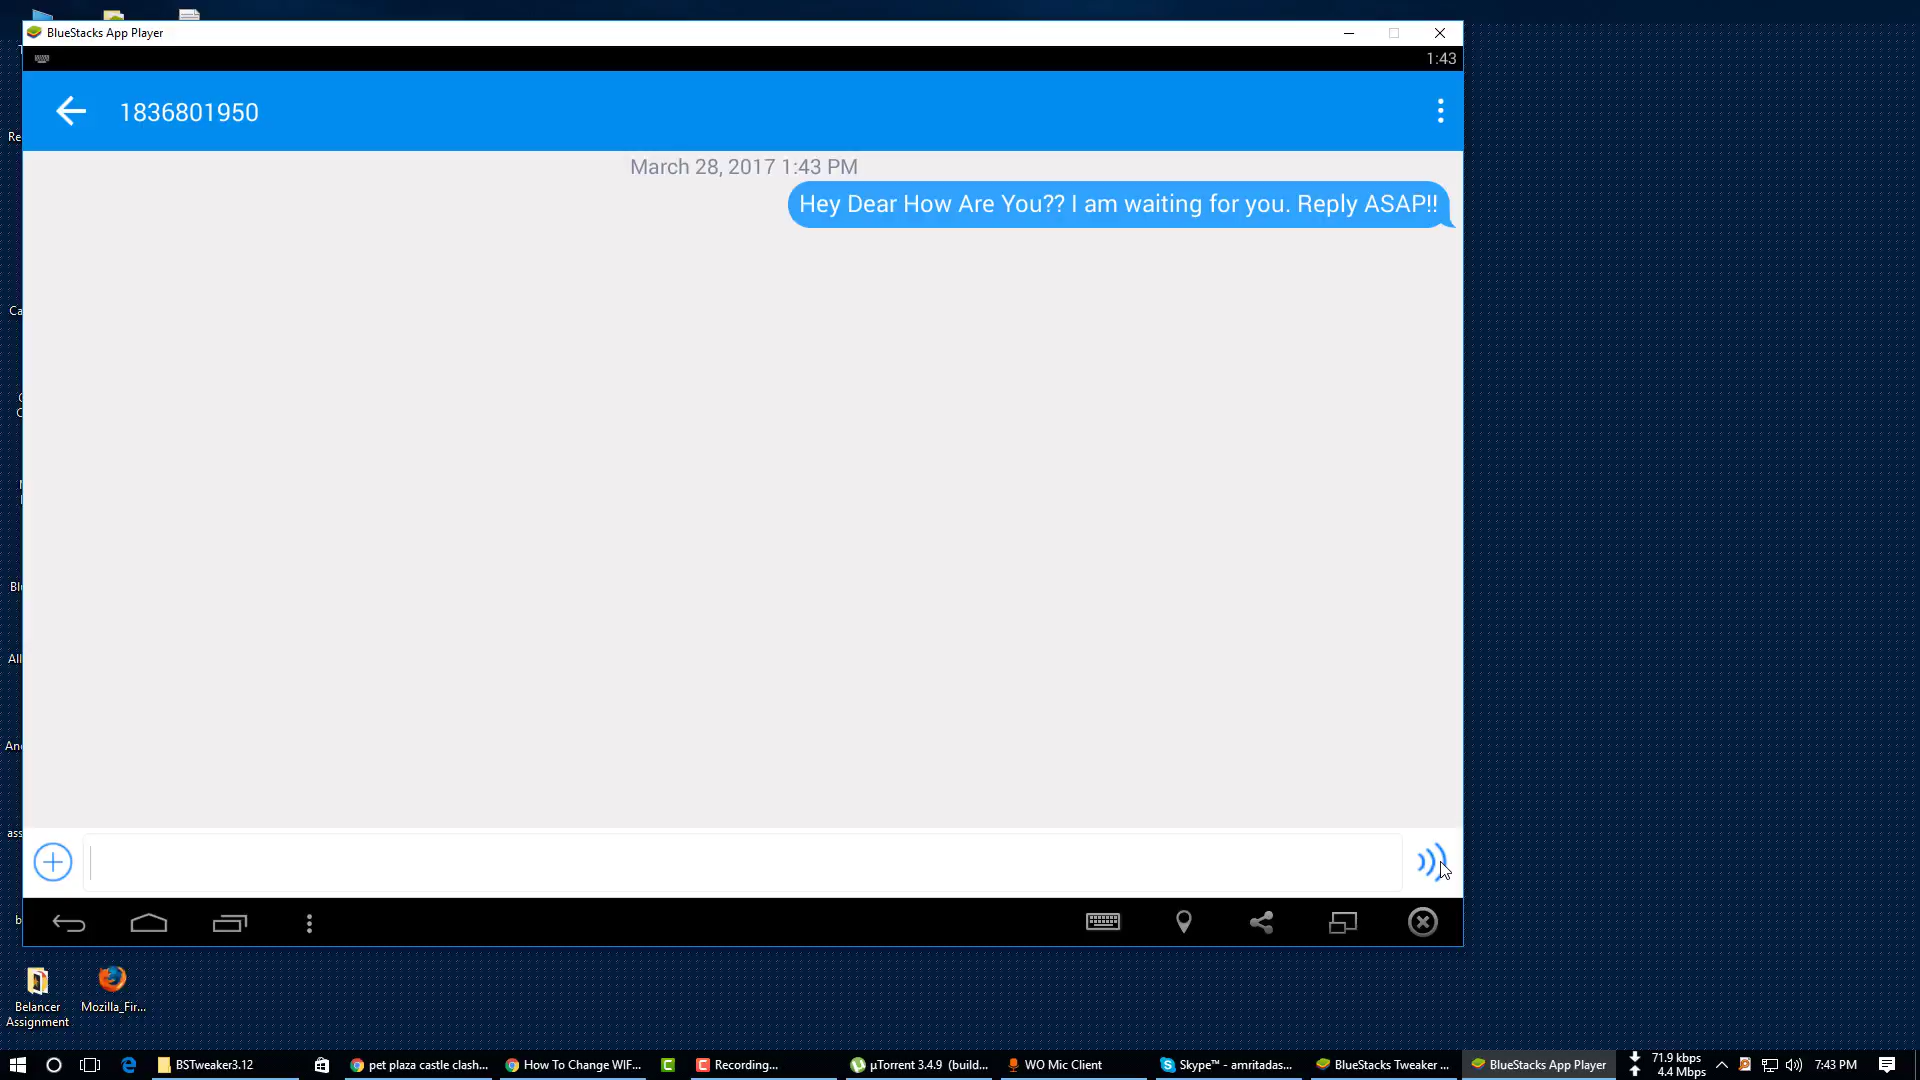 BlueStacks App Player
1:43
1836801950
March 28, 2017 1:43 PM
Hey Dear How Are You?? I am waiting for you. Reply ASAP!!
Belancer
Assignment
Mozilla_Fir...
BSTweaker3.12
pet plaza castle clash...
How To Change WIF...
Recording...
µTorrent 3.4.9 (build...
WO Mic Client
Skype™ - amritadas...
BlueStacks Tweaker ...
BlueStacks App Player
71.9 kbps
4.4 Mbps
7:43 PM